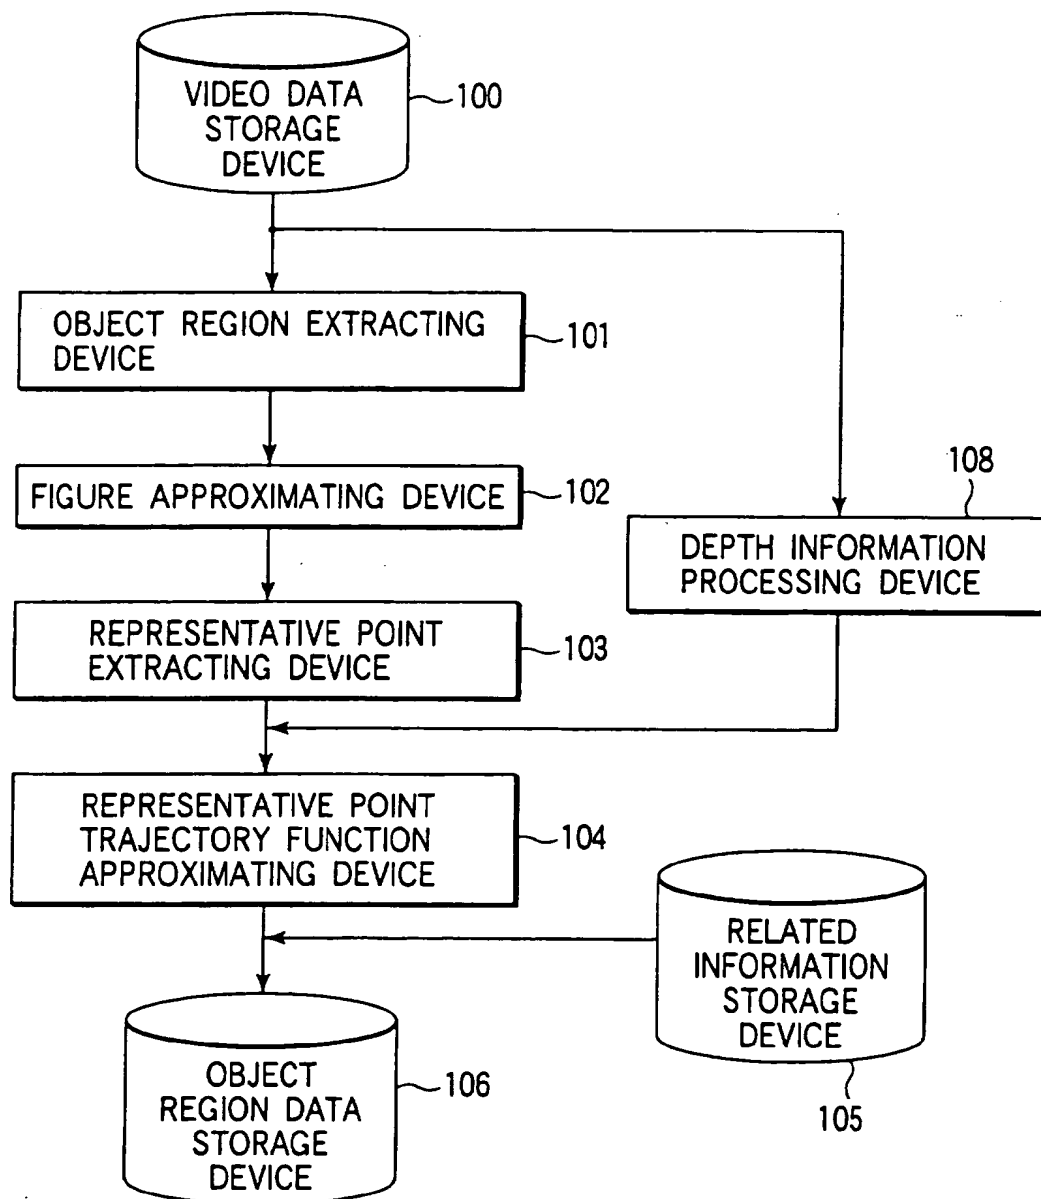 VIDEO DATA
STORAGE
DEVICE
100
OBJECT REGION EXTRACTING
DEVICE
101
FIGURE APPROXIMATING DEVICE
102
108
DEPTH INFORMATION
PROCESSING DEVICE
REPRESENTATIVE POINT
EXTRACTING DEVICE
103
REPRESENTATIVE POINT
TRAJECTORY FUNCTION
APPROXIMATING DEVICE
104
RELATED
INFORMATION
STORAGE
DEVICE
105
OBJECT
REGION DATA
STORAGE
DEVICE
106